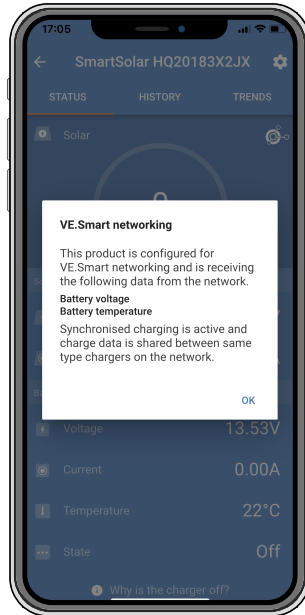 17:05
SmartSolar HQ20183X2JX
STATUS HISTORY TRENDS
Solar
VE.Smart networking
This product is configured for
VE.Smart networking and is receiving
the following data from the network.
Battery voltage
Battery temperature
Synchronised charging is active and
charge data is shared between same
type chargers on the network.
OK
Voltage 13.53V
Current 0.00A
Temperature 22°C
State Off
Why is the charger off?